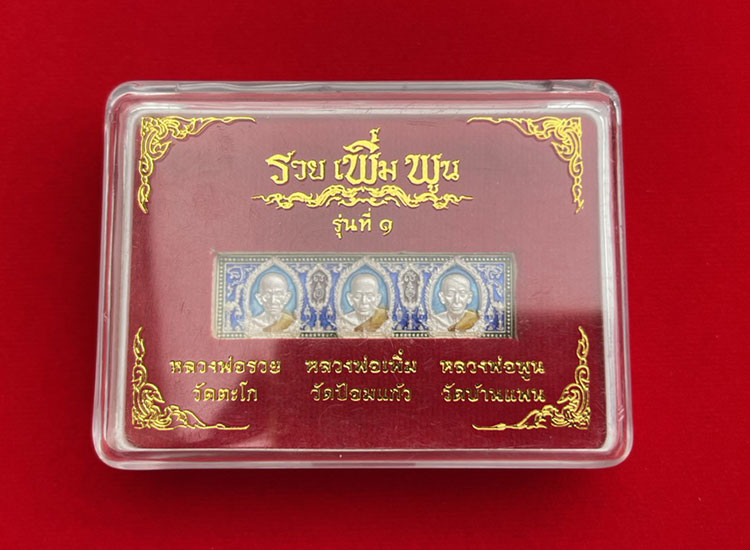 รวย เพิ่ม พูน
รุ่นที่ ๑
หลวงพ่อรวย หลวงพ่อเพิ่ม หลวงพ่อพูน
วัดตะโก วัดป้อมแก้ว วัดบ้านแพน